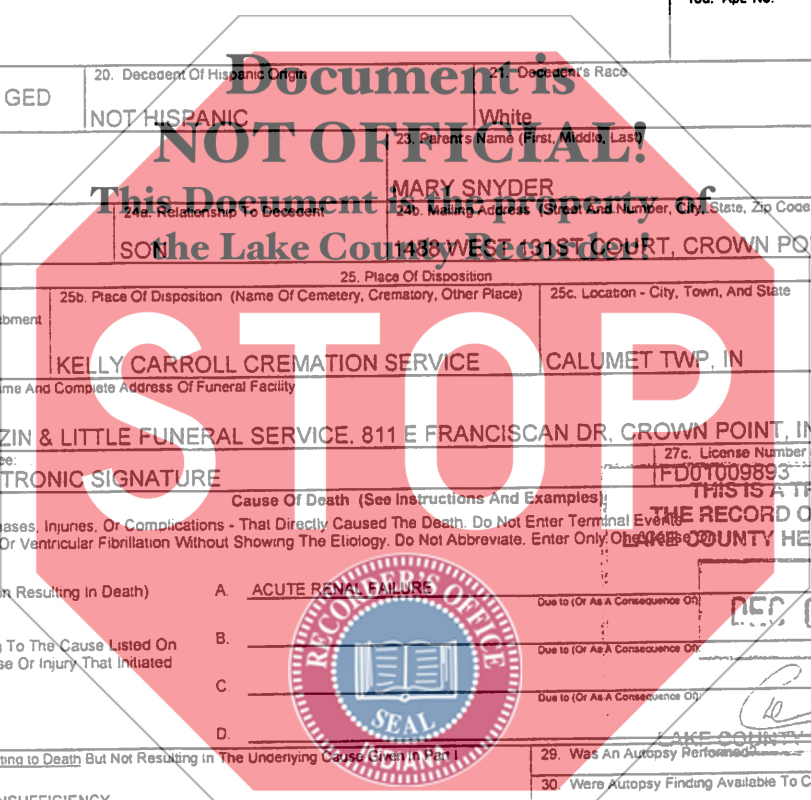 18d. Apt. No.
20. Decedent Of Hispanic Origin
21. Decedent's Race
GED
NOT HISPANIC
White
Document is
NOT OFFICIAL!
This Document is the property of
the Lake County Recorder!
23. Parent's Name (First, Middle, Last)
MARY SNYDER
24a. Relationship To Decedent
24b. Mailing Address (Street And Number, City, State, Zip Code
SON
1488 WEST 131ST COURT, CROWN PO
25. Place Of Disposition
25b. Place Of Disposition (Name Of Cemetery, Crematory, Other Place)
25c. Location - City, Town, And State
bment
KELLY CARROLL CREMATION SERVICE
CALUMET TWP, IN
STOP
me And Complete Address Of Funeral Facility
ZIN & LITTLE FUNERAL SERVICE, 811 E FRANCISCAN DR, CROWN POINT, IN
ee:
27c. License Number
TRONIC SIGNATURE
FD01009893
THIS IS A TR
Cause Of Death (See Instructions And Examples)
THE RECORD O
ases, Injuries, Or Complications - That Directly Caused The Death. Do Not Enter Terminal Events
Or Ventricular Fibrillation Without Showing The Etiology. Do Not Abbreviate. Enter Only One Cause On
LAKE COUNTY HE
n Resulting In Death)
A. ACUTE RENAL FAILURE
Due to (Or As A Consequence Of):
DEC
To The Cause Listed On
se Or Injury That Initiated
B.
Due to (Or As A Consequence Of):
C.
Due to (Or As A Consequence Of):
D.
RECORDER'S OFFICE
SEAL
INDIANA
LAKE COUNTY
ting to Death But Not Resulting In The Underlying Cause Given In Part I
29. Was An Autopsy Performed?
30. Were Autopsy Finding Available To C
NSUFFICIENCY